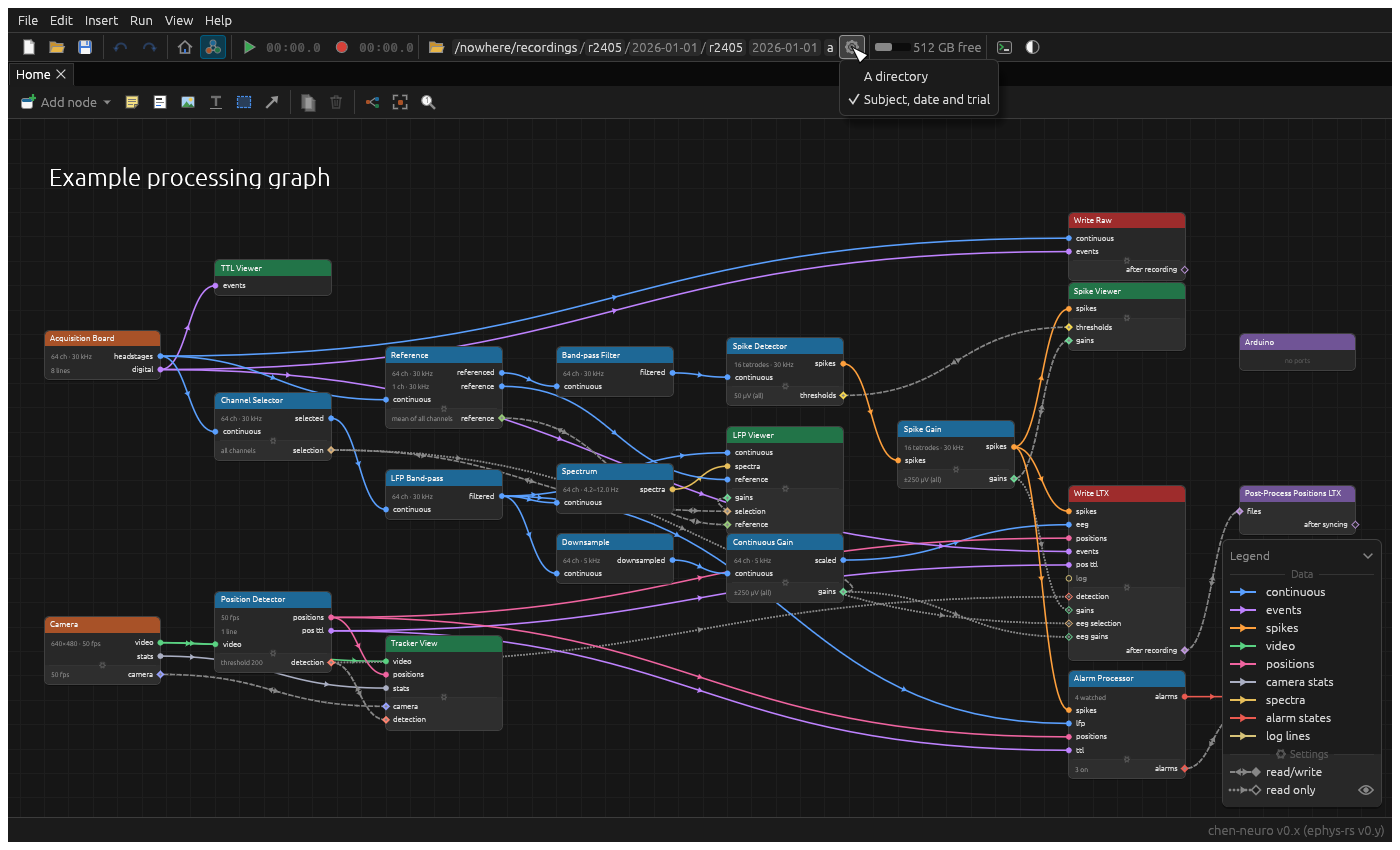 File Edit Insert Run View Help
00:00.0 00:00.0 /nowhere/recordings / r2405 / 2026-01-01 / r2405 2026-01-01 a 512 GB free
Home
A directory
✓ Subject, date and trial
Add node
Example processing graph
Write Raw
continuous
events
after recording
TTL Viewer
events
Spike Viewer
spikes
thresholds
gains
Acquisition Board
64 ch · 30 kHz headstages
8 lines digital
Reference
64 ch · 30 kHz referenced
1 ch · 30 kHz reference
continuous
mean of all channels reference
Band-pass Filter
64 ch · 30 kHz filtered
continuous
Spike Detector
16 tetrodes · 30 kHz spikes
continuous
50 µV (all) thresholds
Arduino
no ports
Channel Selector
64 ch · 30 kHz selected
continuous
all channels selection
LFP Viewer
continuous
spectra
reference
gains
selection
reference
Spike Gain
16 tetrodes · 30 kHz spikes
spikes
±250 µV (all) gains
LFP Band-pass
64 ch · 30 kHz filtered
continuous
Spectrum
64 ch · 4.2–12.0 Hz spectra
continuous
Write LTX
spikes
eeg
positions
events
pos ttl
log
detection
gains
eeg selection
eeg gains
after recording
Post-Process Positions LTX
files
after syncing
Downsample
64 ch · 5 kHz downsampled
continuous
Continuous Gain
64 ch · 5 kHz scaled
continuous
±250 µV (all) gains
Position Detector
50 fps positions
1 line pos ttl
video
threshold 200 detection
Camera
640×480 · 50 fps video
stats
50 fps camera
Tracker View
video
positions
stats
camera
detection
Alarm Processor
4 watched alarms
spikes
lfp
positions
ttl
3 on alarms
Legend
Data
continuous
events
spikes
video
positions
camera stats
spectra
alarm states
log lines
Settings
read/write
read only
chen-neuro v0.x (ephys-rs v0.y)